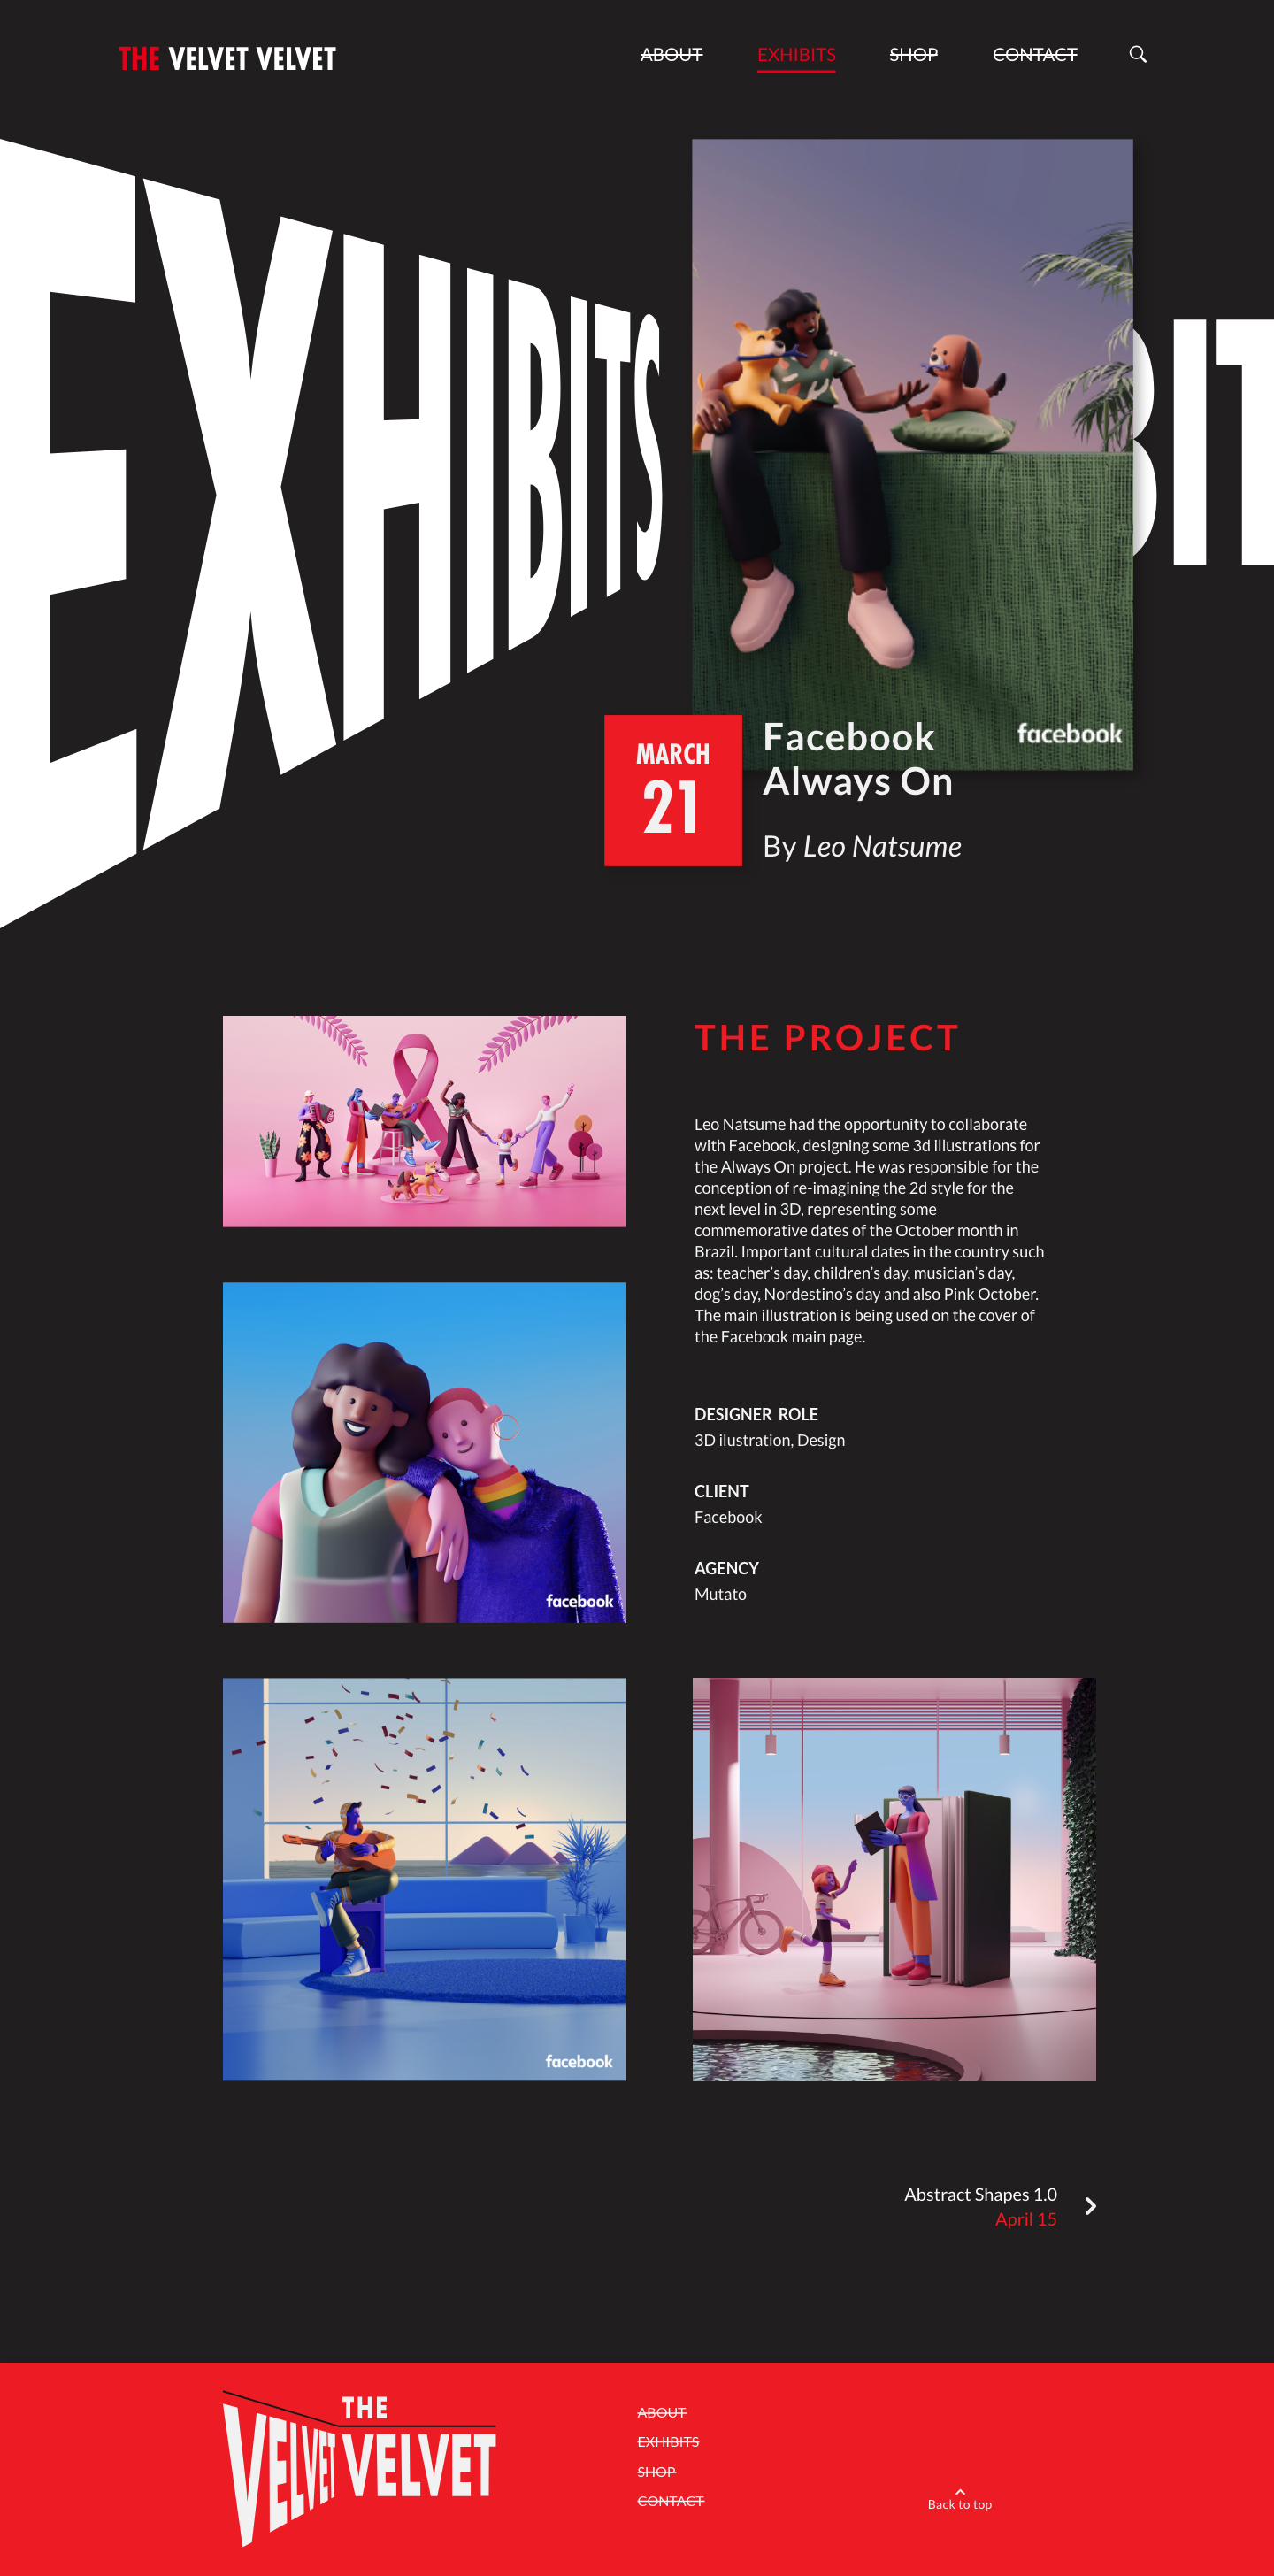 THE VELVET VELVET
ABOUT
EXHIBITS
SHOP
CONTACT
EXHIBITS
BIT
facebook
MARCH
21
Facebook
Always On
By Leo Natsume
THE PROJECT
Leo Natsume had the opportunity to collaborate
with Facebook, designing some 3d illustrations for
the Always On project. He was responsible for the
conception of re-imagining the 2d style for the
next level in 3D, representing some
commemorative dates of the October month in
Brazil. Important cultural dates in the country such
as: teacher's day, children's day, musician's day,
dog's day, Nordestino's day and also Pink October.
The main illustration is being used on the cover of
the Facebook main page.
DESIGNER ROLE
3D ilustration, Design
CLIENT
Facebook
AGENCY
Mutato
facebook
facebook
Abstract Shapes 1.0
April 15
THE
VELVET VELVET
ABOUT
EXHIBITS
SHOP
CONTACT
Back to top